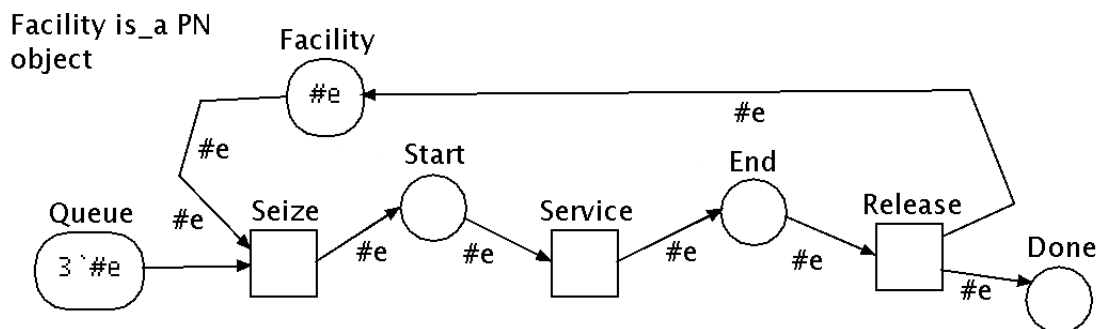 Facility is_a PN
object
Facility
#e
#e
#e
Start
End
Queue
#e
Seize
Service
Release
3`#e
#e
#e
#e
#e
Done
#e